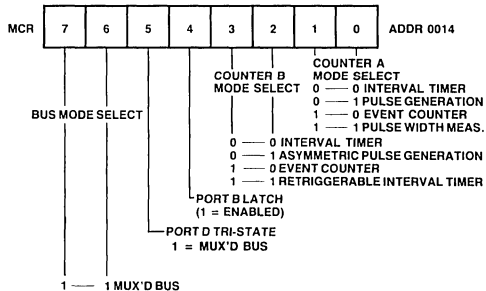 MCR 7 6 5 4 3 2 1 0 ADDR 0014
COUNTER A
MODE SELECT
0 — 0 INTERVAL TIMER
0 — 1 PULSE GENERATION
1 — 0 EVENT COUNTER
1 — 1 PULSE WIDTH MEAS.
COUNTER B
MODE SELECT
0 — 0 INTERVAL TIMER
0 — 1 ASYMMETRIC PULSE GENERATION
1 — 0 EVENT COUNTER
1 — 1 RETRIGGERABLE INTERVAL TIMER
BUS MODE SELECT
PORT B LATCH
(1 = ENABLED)
PORT D TRI-STATE
1 = MUX'D BUS
1 — 1 MUX'D BUS